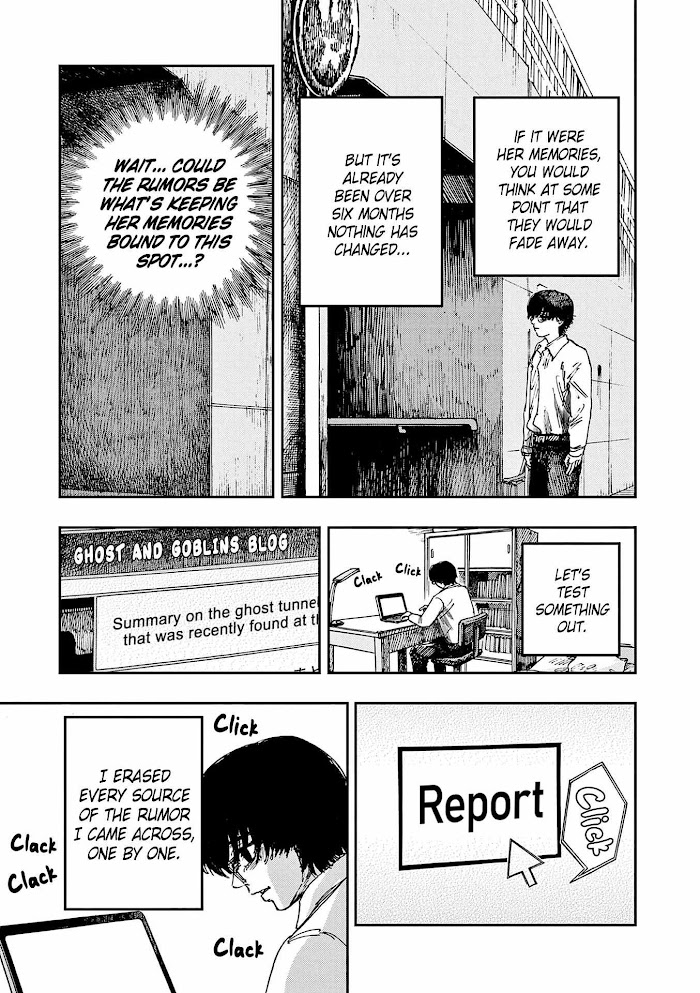 IF IT WERE
HER MEMORIES,
YOU WOULD
THINK AT SOME
POINT THAT
THEY WOULD
FADE AWAY.
BUT IT'S
ALREADY
BEEN OVER
SIX MONTHS
NOTHING HAS
CHANGED...
WAIT... COULD
THE RUMORS BE
WHAT'S KEEPING
HER MEMORIES
BOUND TO THIS
SPOT...?
LET'S
TEST
SOMETHING
OUT.
Click
Clack
GHOST AND GOBLINS BLOG
Summary on the ghost tunne
that was recently found at t
Report
Click
Click
I ERASED
EVERY SOURCE
OF THE RUMOR
I CAME ACROSS,
ONE BY ONE.
Clack
Clack
Clack